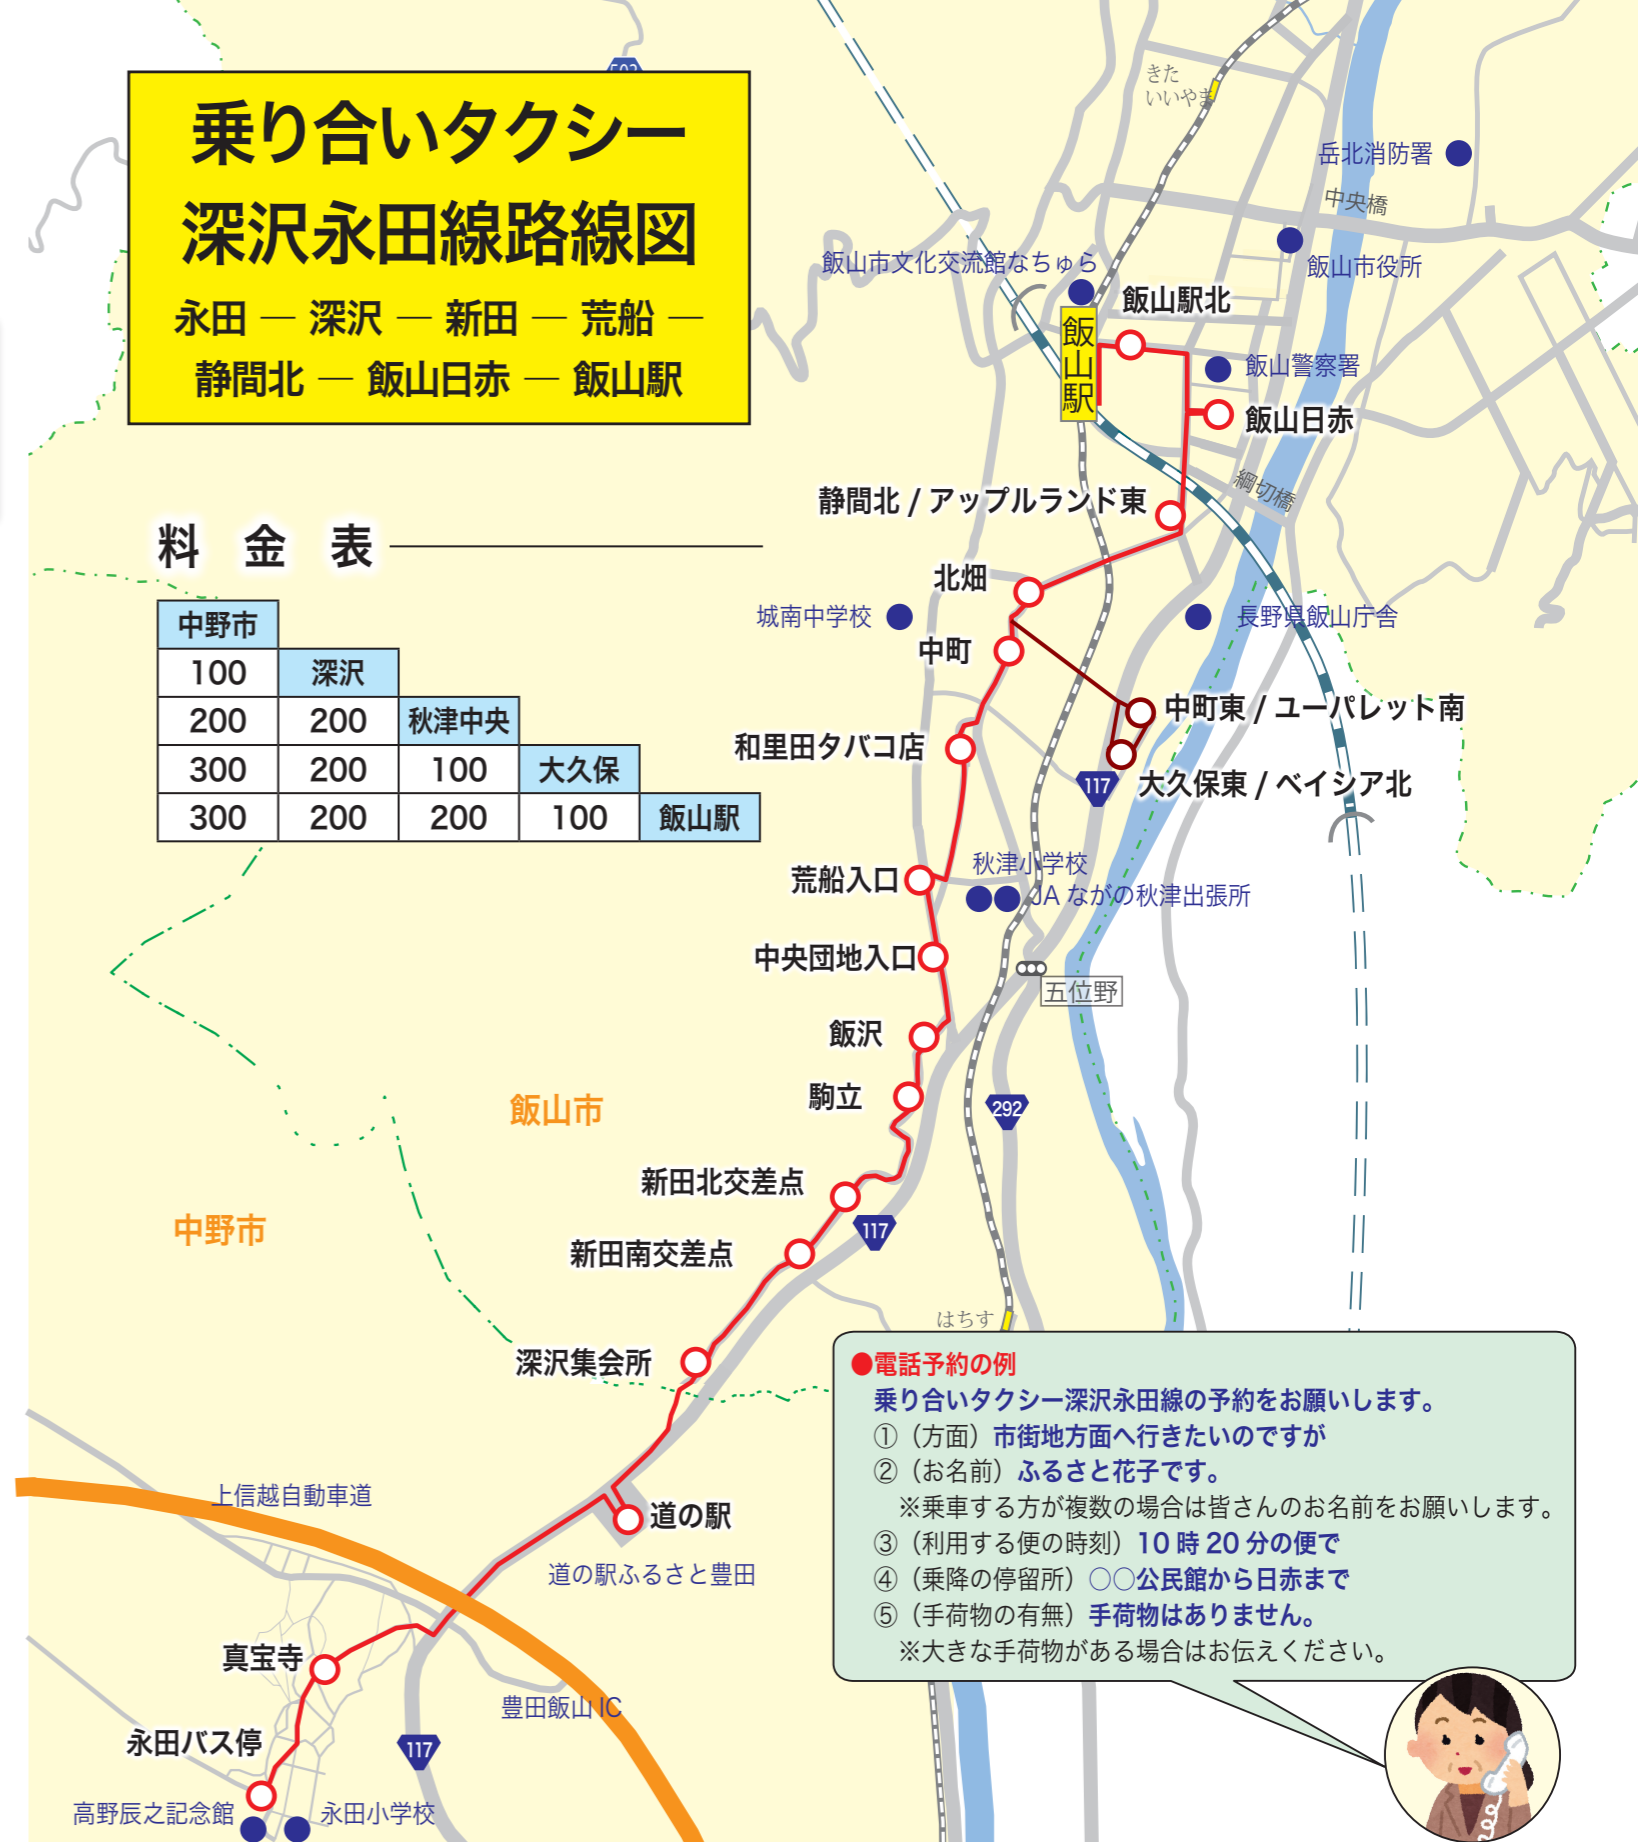 乗り合いタクシー
深沢永田線路線図
永田 ― 深沢 ― 新田 ― 荒船 ―
静間北 ― 飯山日赤 ― 飯山駅
料 金 表
中野市
100 深沢
200 200 秋津中央
300 200 100 大久保
300 200 200 100 飯山駅
きた
いいやま
岳北消防署
中央橋
飯山市役所
飯山市文化交流館なちゅら
飯山駅北
飯山駅
飯山警察署
飯山日赤
綱切橋
静間北 / アップルランド東
北畑
城南中学校
長野県飯山庁舎
中町
中町東 / ユーパレット南
和里田タバコ店
117
大久保東 / ベイシア北
秋津小学校
荒船入口
JA ながの秋津出張所
中央団地入口
五位野
飯沢
駒立
292
飯山市
新田北交差点
中野市
117
新田南交差点
はちす
深沢集会所
上信越自動車道
道の駅
道の駅ふるさと豊田
真宝寺
豊田飯山 IC
永田バス停
117
高野辰之記念館
永田小学校
●電話予約の例
乗り合いタクシー深沢永田線の予約をお願いします。
①（方面）市街地方面へ行きたいのですが
②（お名前）ふるさと花子です。
※乗車する方が複数の場合は皆さんのお名前をお願いします。
③（利用する便の時刻）10 時 20 分の便で
④（乗降の停留所）○○公民館から日赤まで
⑤（手荷物の有無）手荷物はありません。
※大きな手荷物がある場合はお伝えください。